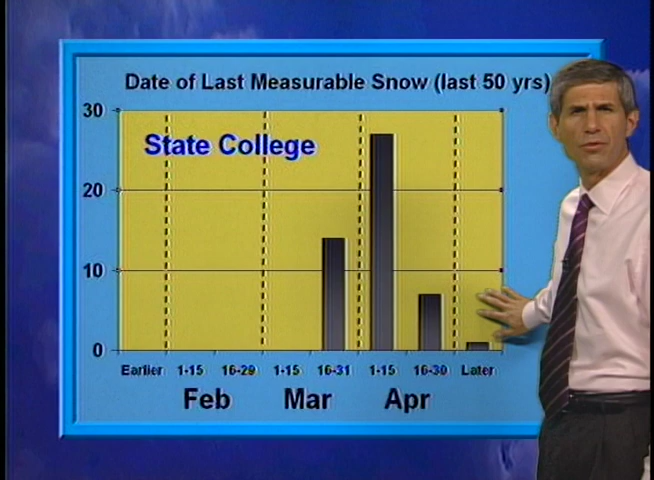 Date of Last Measurable Snow (last 50 yrs)
30
State College
20
10
0
Earlier 1-15 16-29 1-15 16-31 1-15 16-30 Later
Feb Mar Apr